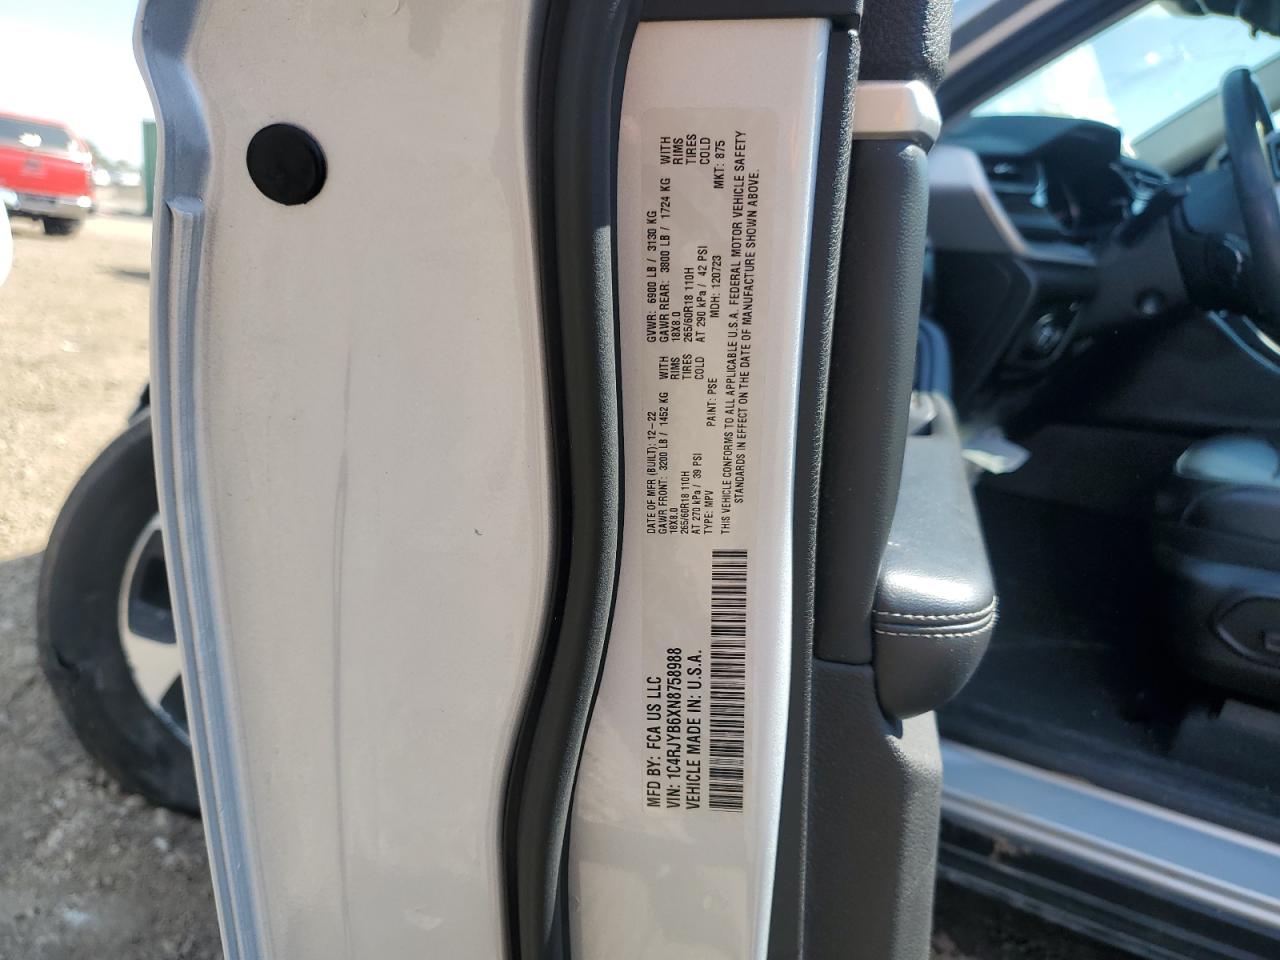 MFD BY: FCA US LLC
VIN: 1C4RJYB6XN8758988
VEHICLE MADE IN: U.S.A.
DATE OF MFR (BUILT): 12-22 GVWR: 6900 LB / 3130 KG
GAWR FRONT: 3200 LB / 1452 KG WITH GAWR REAR: 3800 LB / 1724 KG WITH
18X8.0 RIMS 18X8.0 RIMS
265/60R18 110H TIRES 265/60R18 110H TIRES
AT 270 kPa / 39 PSI COLD AT 290 kPa / 42 PSI COLD
TYPE: MPV PAINT: PSE MDH: 120723 MKT: 875
THIS VEHICLE CONFORMS TO ALL APPLICABLE U.S.A. FEDERAL MOTOR VEHICLE SAFETY
STANDARDS IN EFFECT ON THE DATE OF MANUFACTURE SHOWN ABOVE.